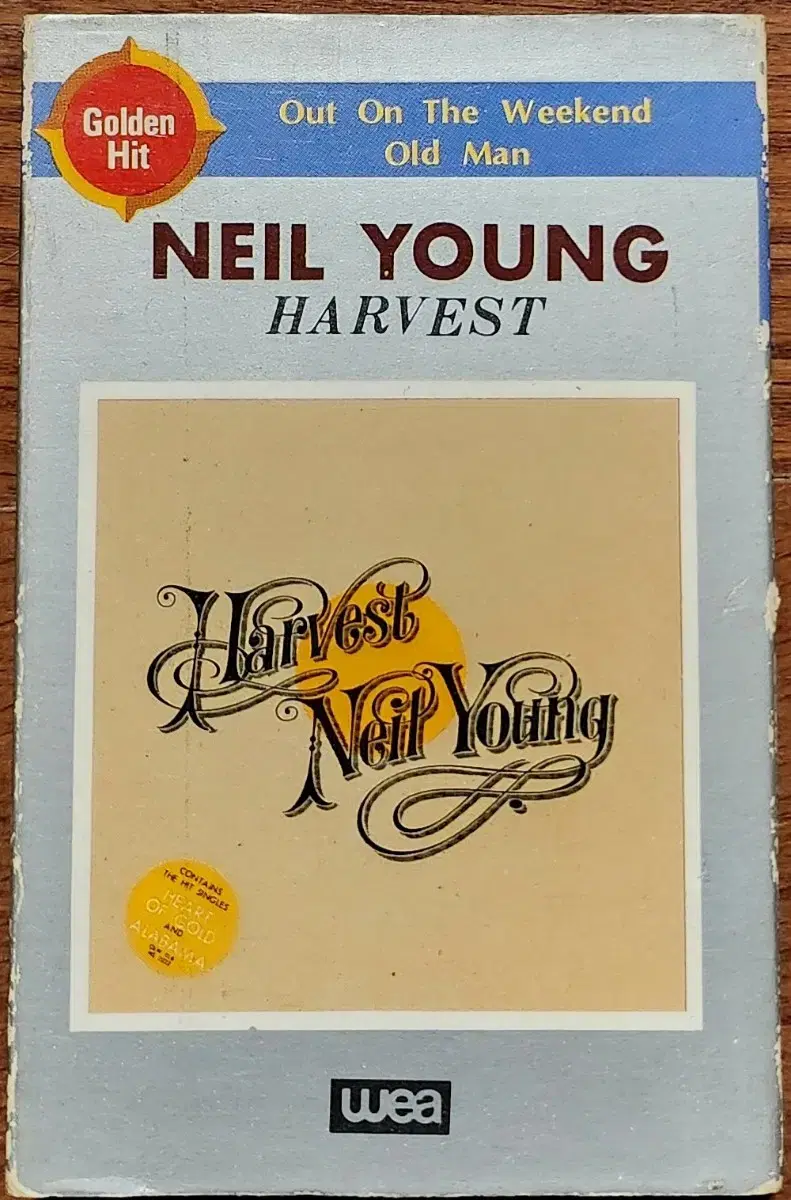 Golden
Hit
Out On The Weekend
Old Man
NEIL YOUNG
HARVEST
Harvest
Neil Young
CONTAINS
THE HIT SINGLES
HEART
OF GOLD
AND
ALABAMA
wea